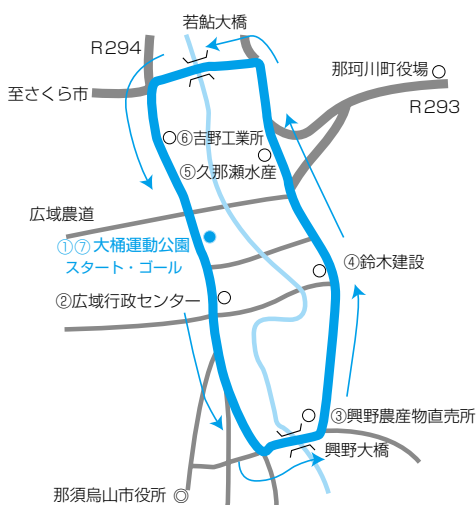 若鮎大橋
R294
那珂川町役場
至さくら市
R293
⑥吉野工業所
⑤久那瀬水産
広域農道
①⑦大桶運動公園
スタート・ゴール
④鈴木建設
②広域行政センター
③興野農産物直売所
興野大橋
那須烏山市役所